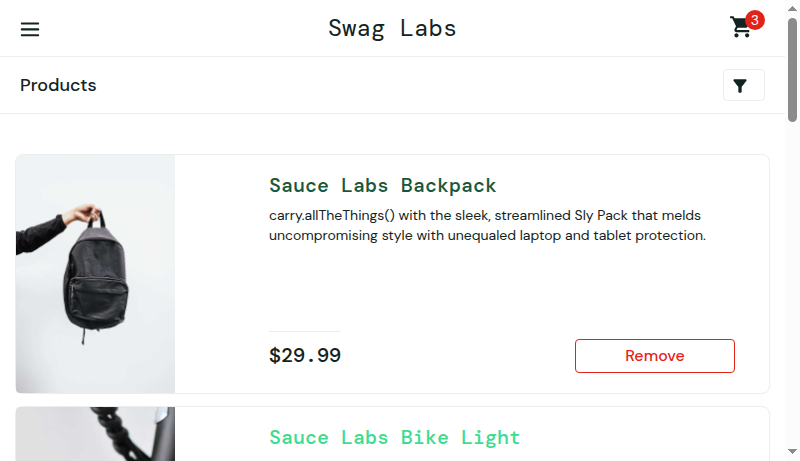 Swag Labs
3
Products
Sauce Labs Backpack
carry.allTheThings() with the sleek, streamlined Sly Pack that melds
uncompromising style with unequaled laptop and tablet protection.
$29.99
Remove
Sauce Labs Bike Light